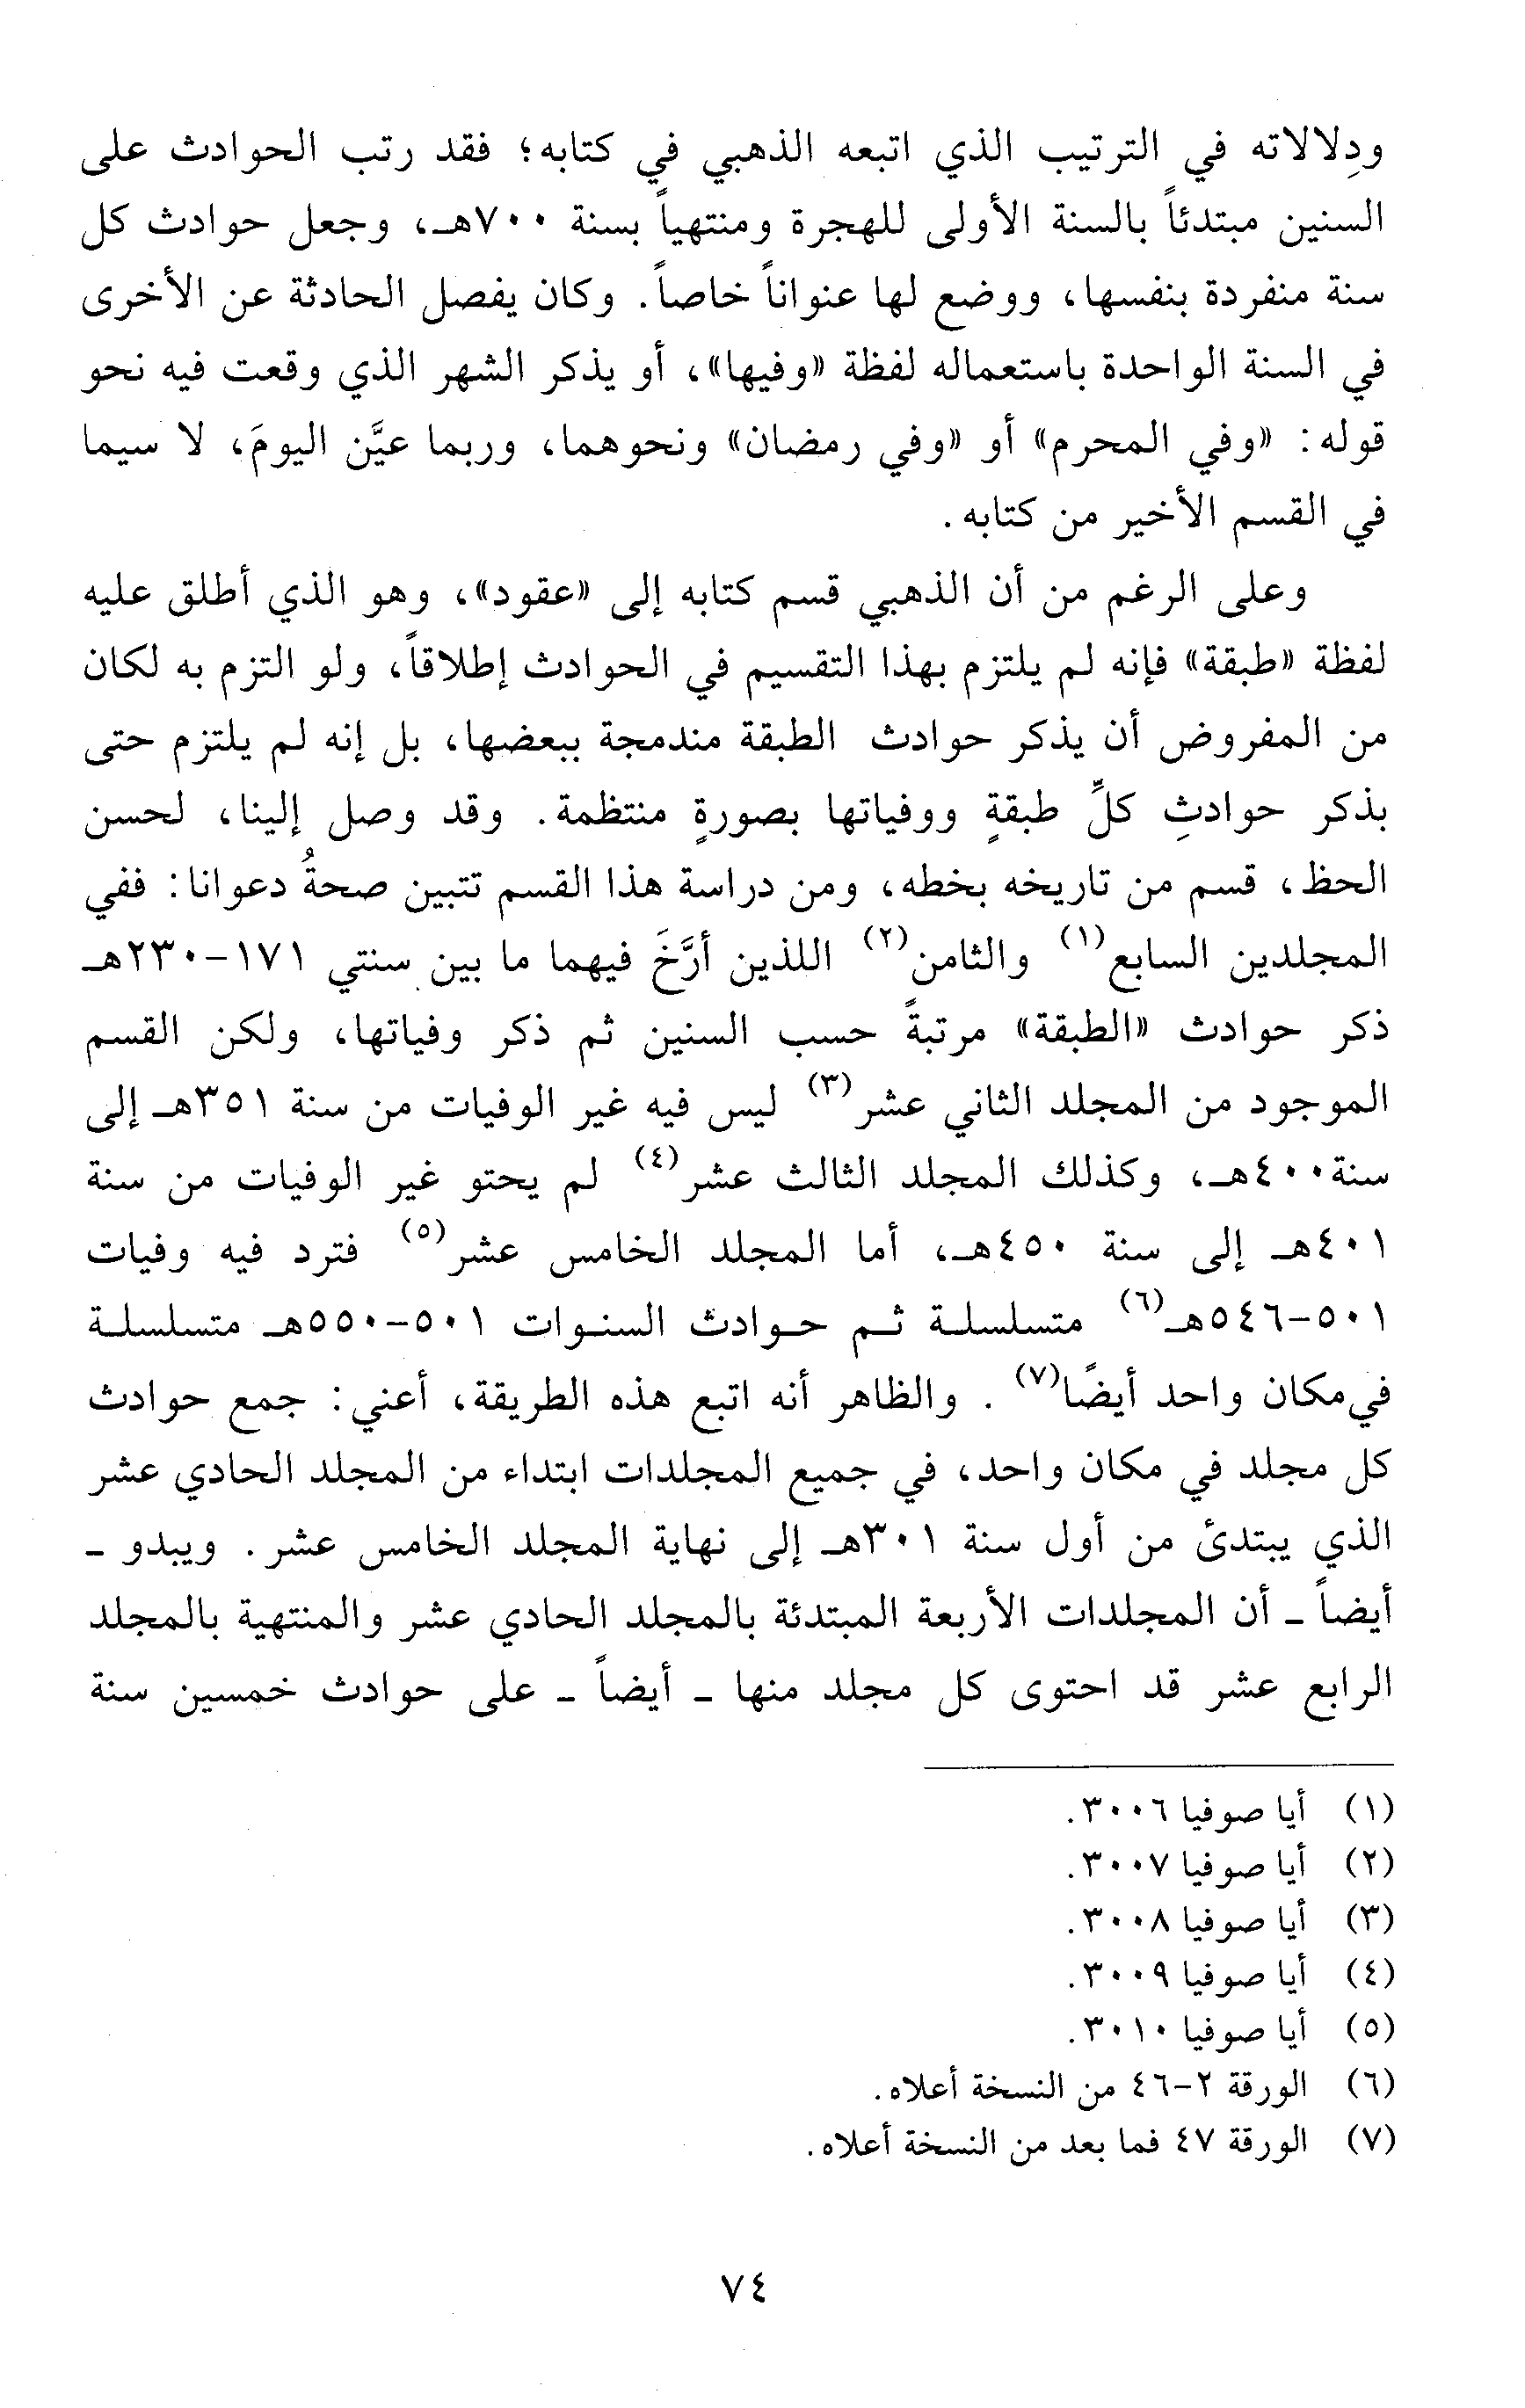 ودِلالاته في الترتيب الذي اتبعه الذهبي في كتابه؛ فقد رتب الحوادث على
السنين مبتدئاً بالسنة الأولى للهجرة ومنتهياً بسنة ٧٠٠هـ، وجعل حوادث كل
سنة منفردة بنفسها، ووضع لها عنواناً خاصاً. وكان يفصل الحادثة عن الأخرى
في السنة الواحدة باستعماله لفظة «وفيها»، أو يذكر الشهر الذي وقعت فيه نحو
قوله: «وفي المحرم» أو «وفي رمضان» ونحوهما، وربما عيَّن اليومَ، لا سيما
في القسم الأخير من كتابه.
وعلى الرغم من أن الذهبي قسم كتابه إلى «عقود»، وهو الذي أطلق عليه
لفظة «طبقة» فإنه لم يلتزم بهذا التقسيم في الحوادث إطلاقاً، ولو التزم به لكان
من المفروض أن يذكر حوادث الطبقة مندمجة ببعضها، بل إنه لم يلتزم حتى
بذكر حوادثِ كلِّ طبقةٍ ووفياتها بصورةٍ منتظمة. وقد وصل إلينا، لحسن
الحظ، قسم من تاريخه بخطه، ومن دراسة هذا القسم تتبين صحةُ دعوانا: ففي
المجلدين السابع(١) والثامن(٢) اللذين أرَّخَ فيهما ما بين سنتي ١٧١-٢٣٠هـ
ذكر حوادث «الطبقة» مرتبةً حسب السنين ثم ذكر وفياتها، ولكن القسم
الموجود من المجلد الثاني عشر(٣) ليس فيه غير الوفيات من سنة ٣٥١هـ إلى
سنة٤٠٠هـ، وكذلك المجلد الثالث عشر(٤) لم يحتو غير الوفيات من سنة
٤٠١هـ إلى سنة ٤٥٠هـ، أما المجلد الخامس عشر(٥) فترد فيه وفيات
٥٠١-٥٤٦هـ(٦) متسلسلة ثم حوادث السنوات ٥٠١-٥٥٠هـ متسلسلة
في مكان واحد أيضًا(٧). والظاهر أنه اتبع هذه الطريقة، أعني: جمع حوادث
كل مجلد في مكان واحد، في جميع المجلدات ابتداء من المجلد الحادي عشر
الذي يبتدئ من أول سنة ٣٠١هـ إلى نهاية المجلد الخامس عشر. ويبدو -
أيضاً - أن المجلدات الأربعة المبتدئة بالمجلد الحادي عشر والمنتهية بالمجلد
الرابع عشر قد احتوى كل مجلد منها - أيضاً - على حوادث خمسين سنة
(١) أيا صوفيا ٣٠٠٦.
(٢) أيا صوفيا ٣٠٠٧.
(٣) أيا صوفيا ٣٠٠٨.
(٤) أيا صوفيا ٣٠٠٩.
(٥) أيا صوفيا ٣٠١٠.
(٦) الورقة ٢-٤٦ من النسخة أعلاه.
(٧) الورقة ٤٧ فما بعد من النسخة أعلاه.
٧٤